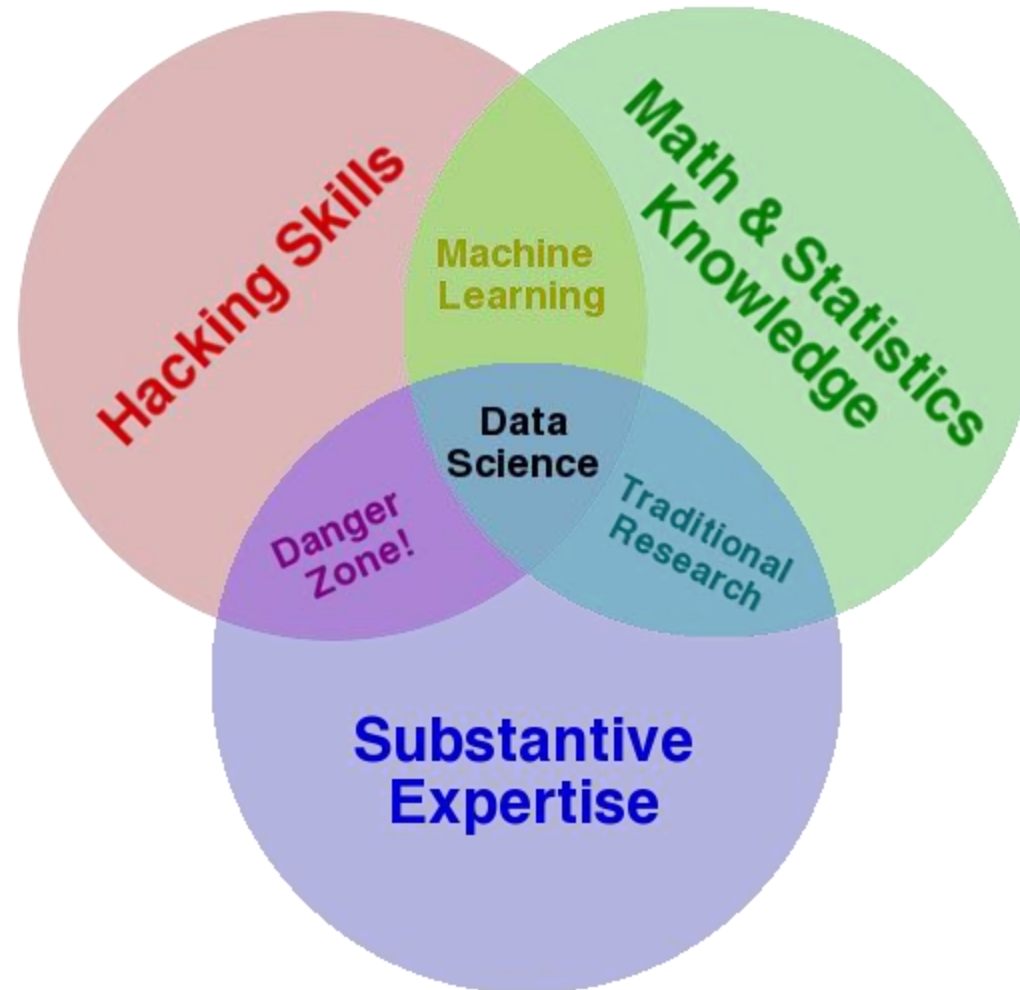 Hacking Skills
Math & Statistics
Knowledge
Machine
Learning
Data
Science
Danger
Zone!
Traditional
Research
Substantive
Expertise